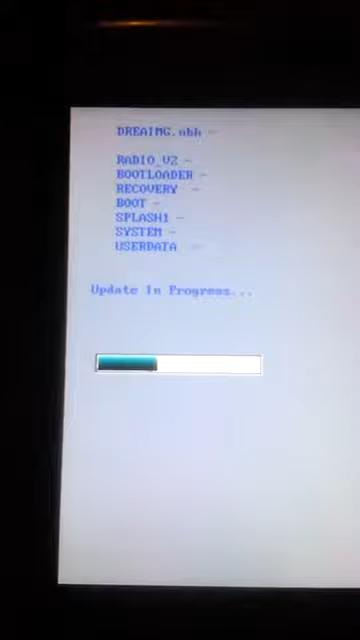 DREAIMG.nbh -
RADIO_V2 -
BOOTLOADER -
RECOVERY -
BOOT -
SPLASH1 -
SYSTEM -
USERDATA -
Update In Progress...